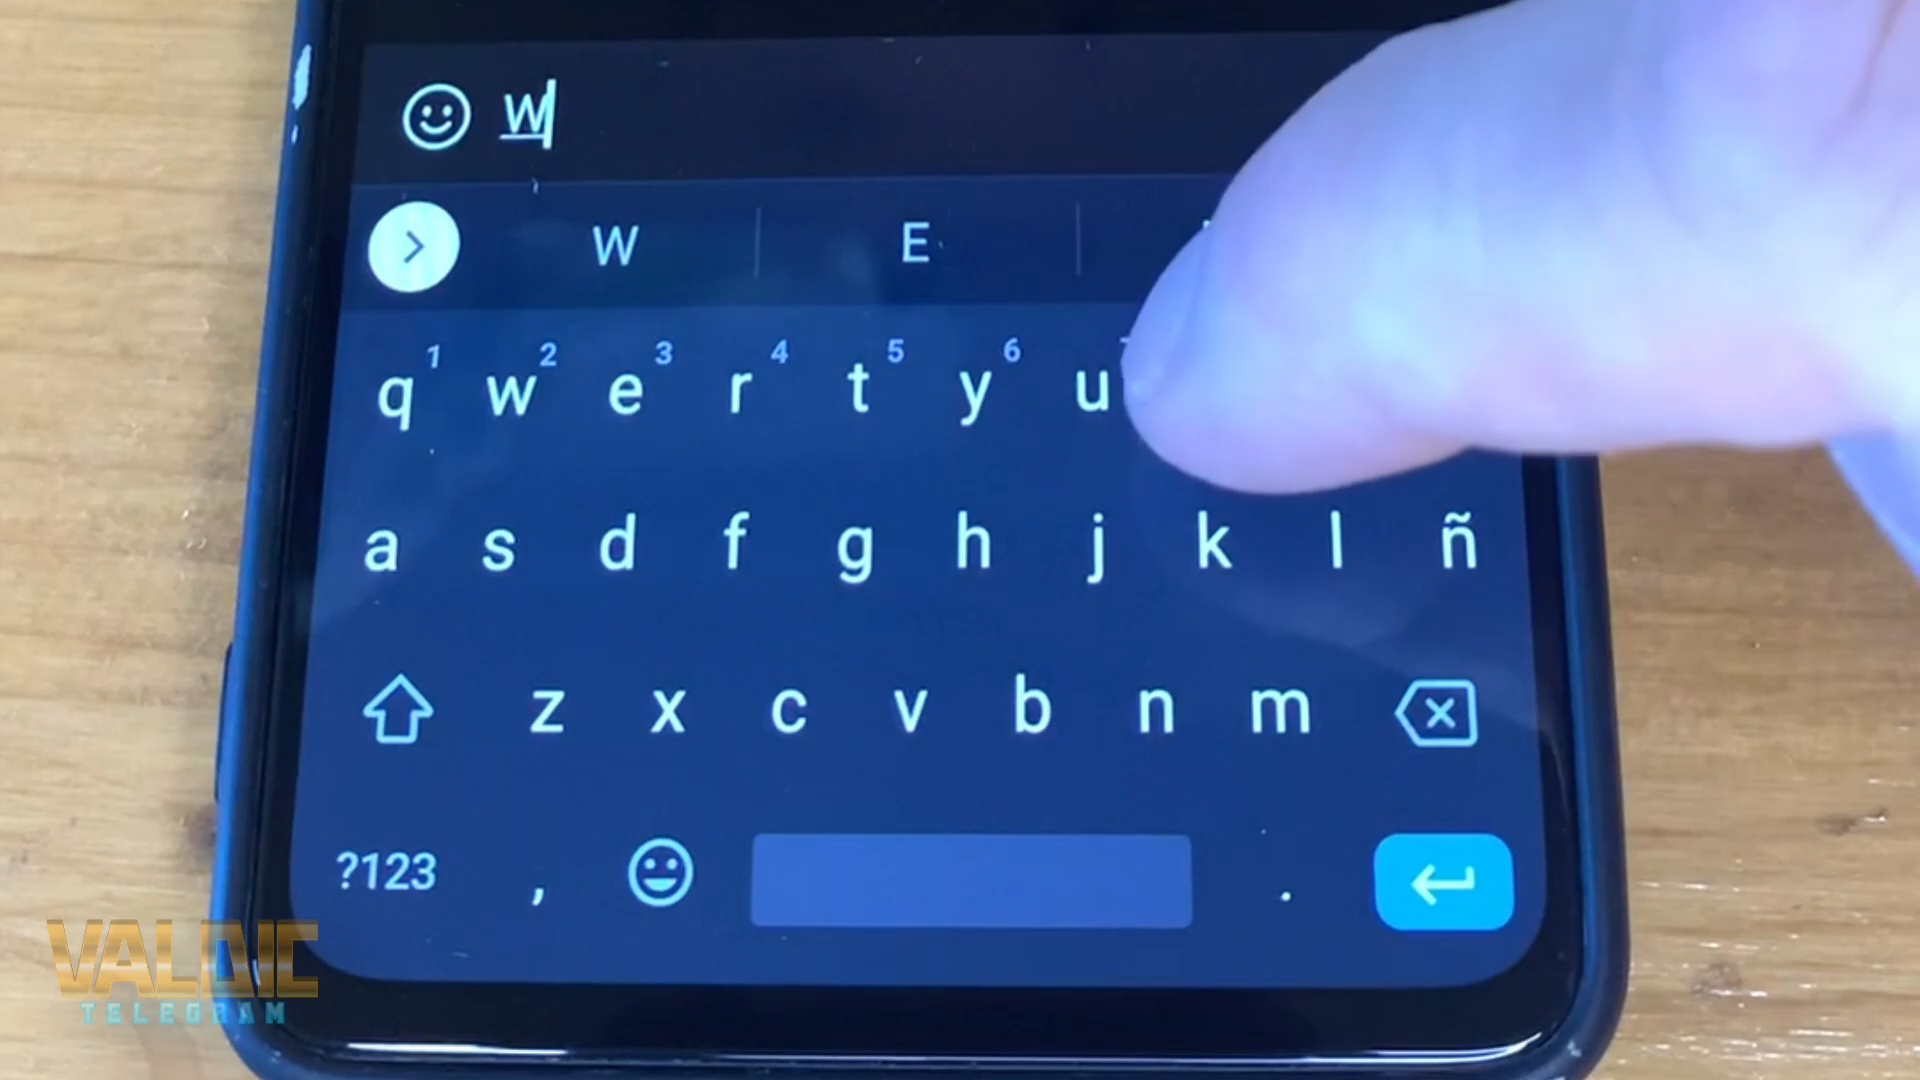 W
W E
q 1 w 2 e 3 r 4 t 5 y 6 u
a s d f g h j k l ñ
z x c v b n m
?123 , .
VALDIC
TELEGRAM